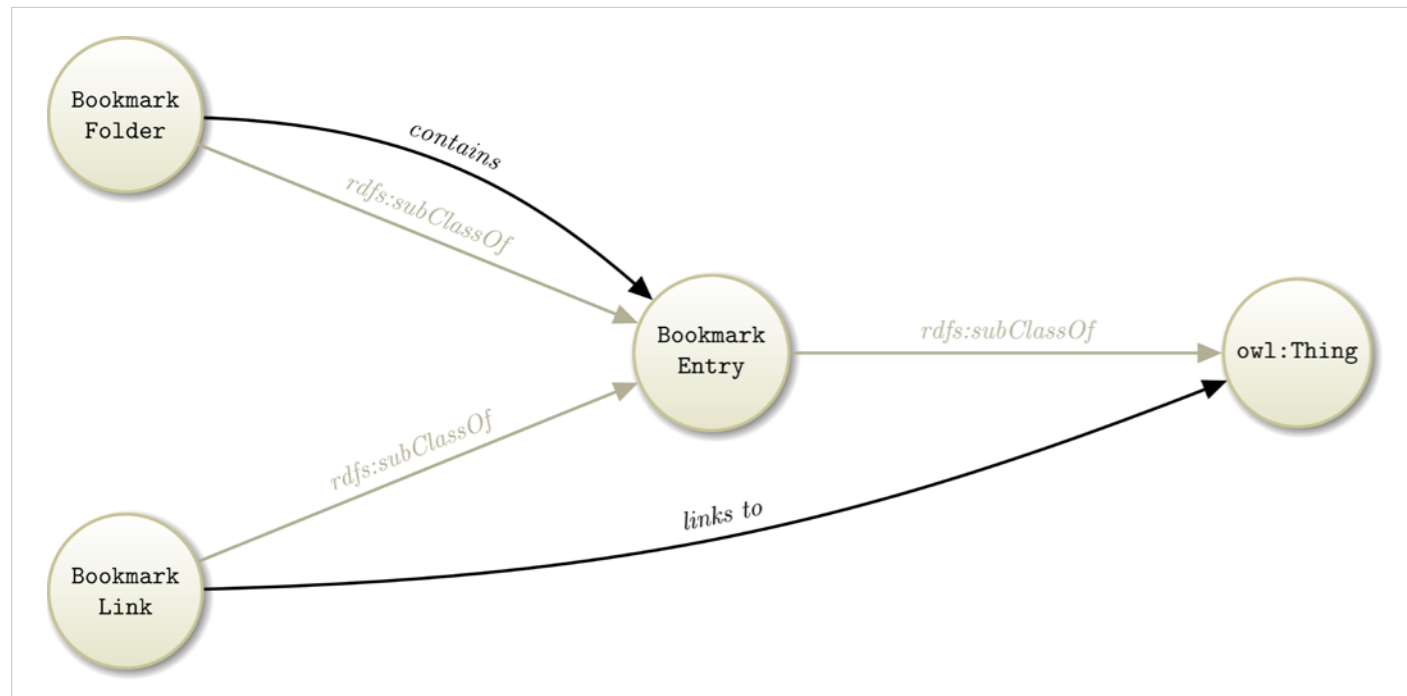 Bookmark
Folder
contains
rdfs:subClassOf
Bookmark
Entry
rdfs:subClassOf
owl:Thing
rdfs:subClassOf
links to
Bookmark
Link